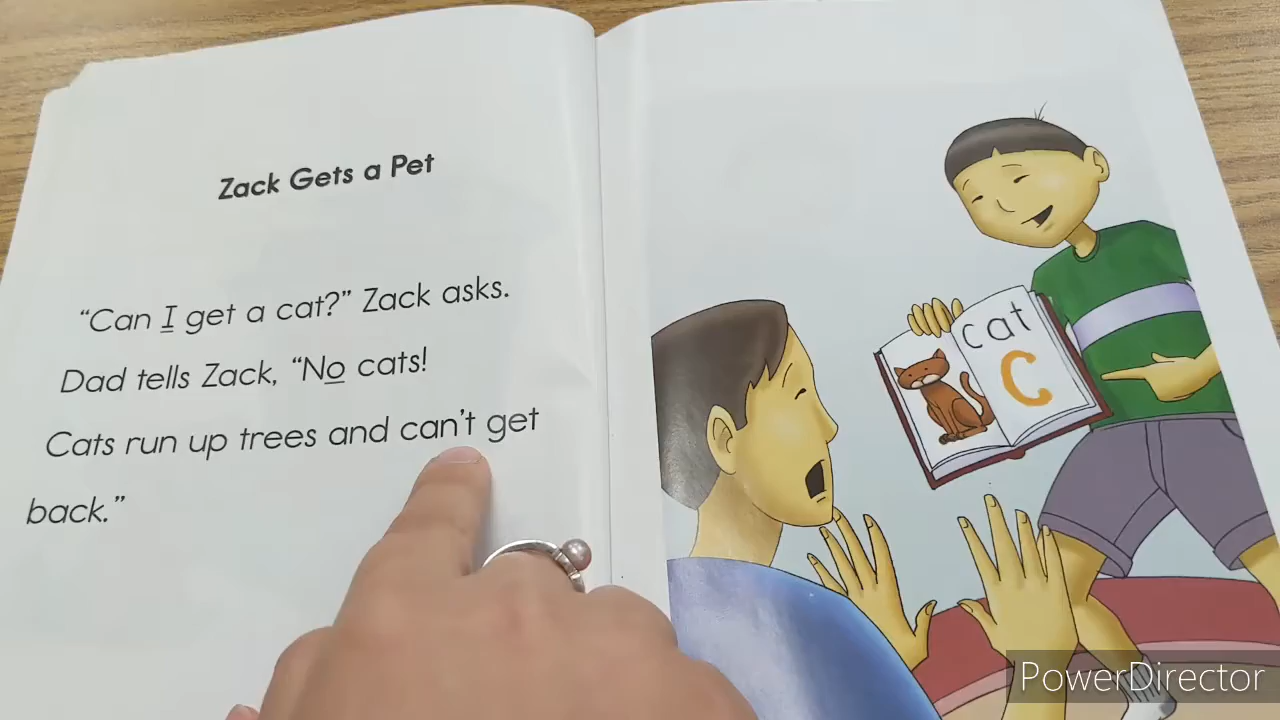 Zack Gets a Pet
"Can I get a cat?" Zack asks.
Dad tells Zack, "No cats!
Cats run up trees and can't get
back."
cat
C
PowerDirector